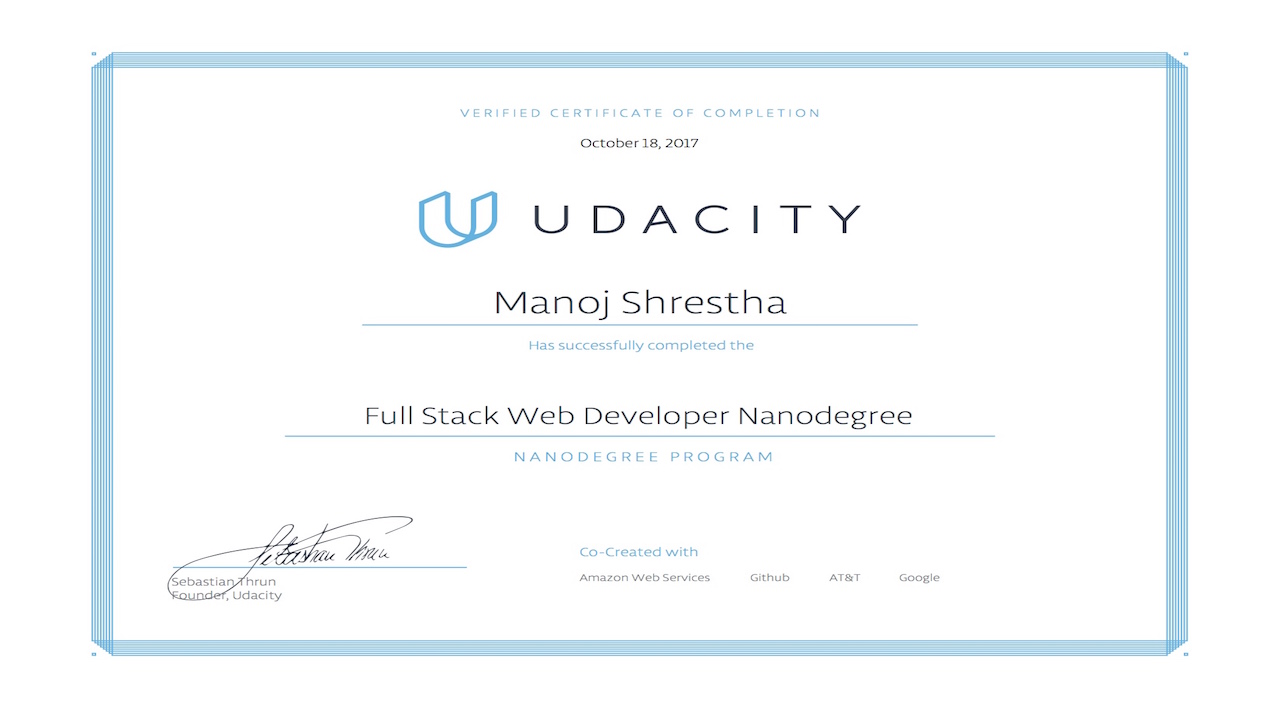 VERIFIED CERTIFICATE OF COMPLETION
October 18, 2017
UDACITY
Manoj Shrestha
Has successfully completed the
Full Stack Web Developer Nanodegree
NANODEGREE PROGRAM
Sebastian Thrun
Sebastian Thrun
Founder, Udacity
Co-Created with
Amazon Web Services Github AT&T Google